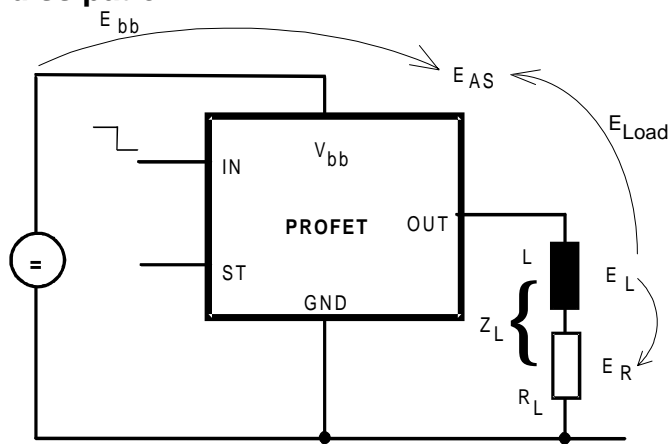 E bb
E AS
E Load
V bb
IN
PROFET
OUT
=
ST
L
E L
GND
Z L {
E R
R L